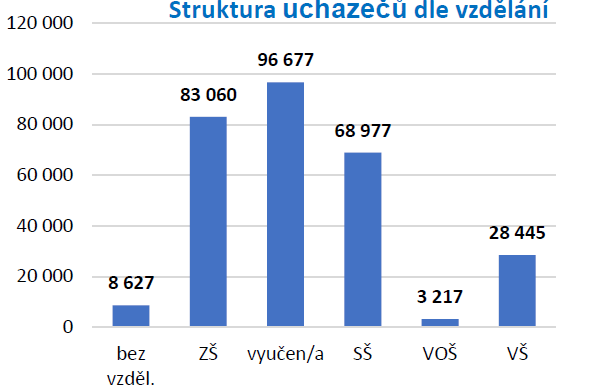 Struktura uchazečů dle vzdělání
120 000
100 000
80 000
60 000
40 000
20 000
0
8 627
83 060
96 677
68 977
3 217
28 445
bez
vzděl.
ZŠ
vyučen/a
SŠ
VOŠ
VŠ